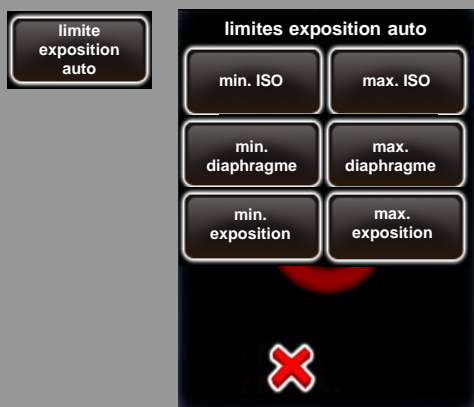 limite
exposition
auto
limites exposition auto
min. ISO
max. ISO
min.
diaphragme
max.
diaphragme
min.
exposition
max.
exposition